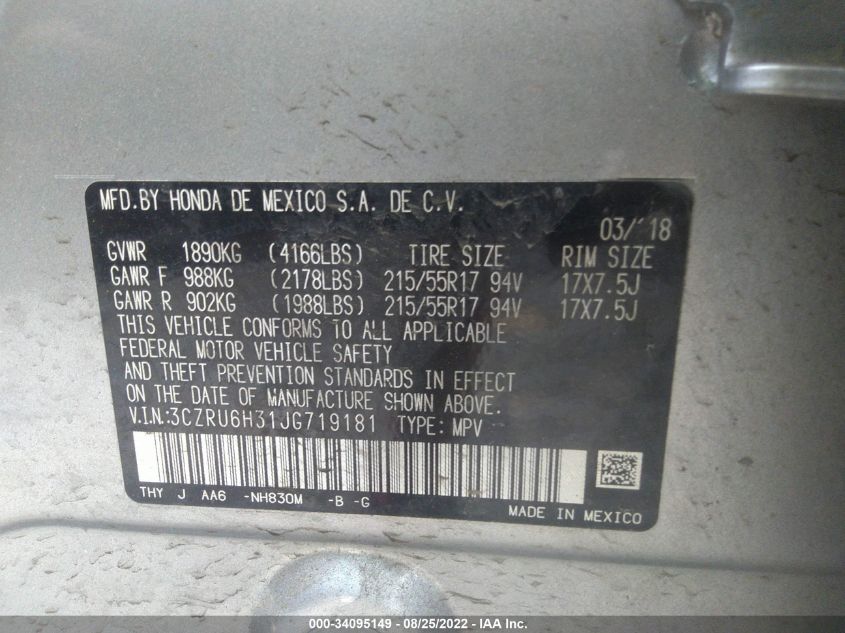 MFD.BY HONDA DE MEXICO S.A. DE C.V.
03/'18
GVWR 1890KG (4166LBS) TIRE SIZE RIM SIZE
GAWR F 988KG (2178LBS) 215/55R17 94V 17X7.5J
GAWR R 902KG (1988LBS) 215/55R17 94V 17X7.5J
THIS VEHICLE CONFORMS TO ALL APPLICABLE
FEDERAL MOTOR VEHICLE SAFETY
AND THEFT PREVENTION STANDARDS IN EFFECT
ON THE DATE OF MANUFACTURE SHOWN ABOVE.
V.I.N:3CZRU6H31JG719181 TYPE: MPV
THY J AA6 -NH830M -B -G
MADE IN MEXICO
000-34095149 - 08/25/2022 - IAA Inc.